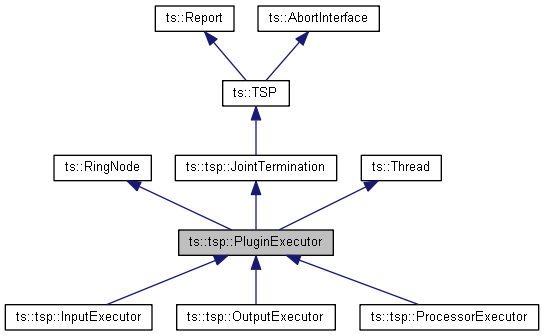 ts::Report ts::AbortInterface
ts::TSP
ts::RingNode ts::tsp::JointTermination ts::Thread
ts::tsp::PluginExecutor
ts::tsp::InputExecutor ts::tsp::OutputExecutor ts::tsp::ProcessorExecutor